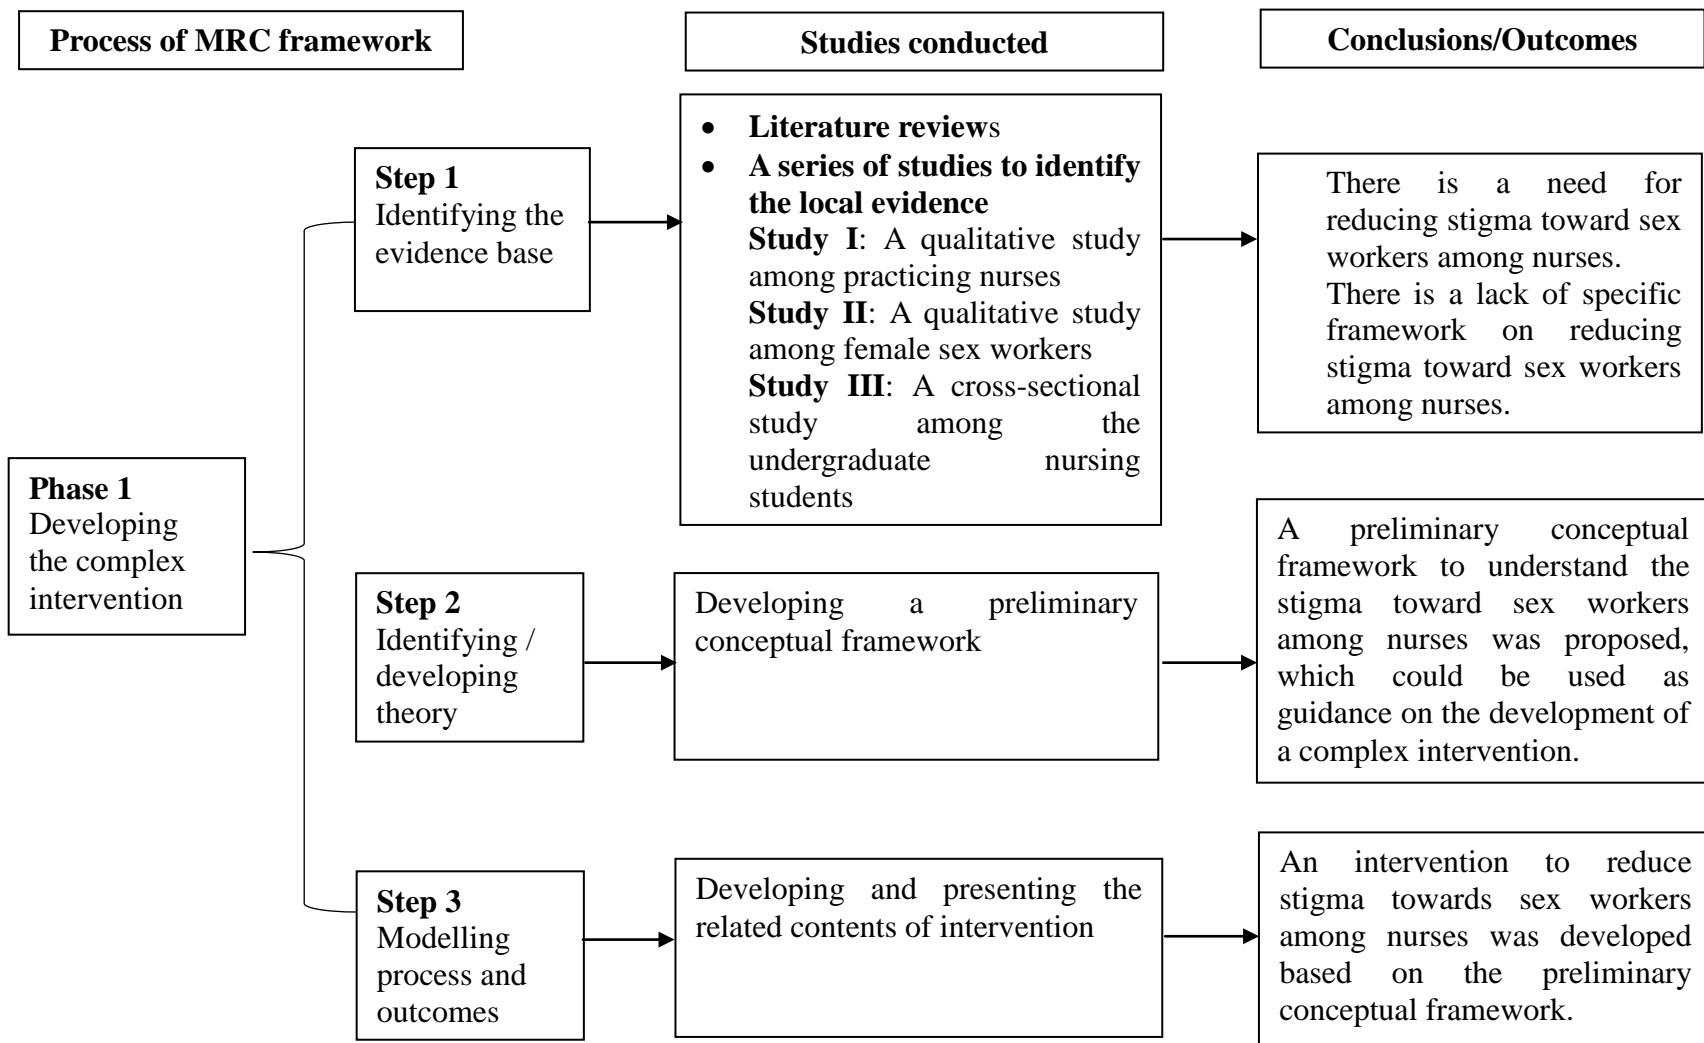 Process of MRC framework
Studies conducted
Conclusions/Outcomes
Phase 1
Developing
the complex
intervention
Step 1
Identifying the
evidence base
• Literature reviews
• A series of studies to identify
the local evidence
Study I: A qualitative study
among practicing nurses
Study II: A qualitative study
among female sex workers
Study III: A cross-sectional
study among the
undergraduate nursing
students
There is a need for
reducing stigma toward sex
workers among nurses.
There is a lack of specific
framework on reducing
stigma toward sex workers
among nurses.
Step 2
Identifying /
developing
theory
Developing a preliminary
conceptual framework
A preliminary conceptual
framework to understand the
stigma toward sex workers
among nurses was proposed,
which could be used as
guidance on the development of
a complex intervention.
Step 3
Modelling
process and
outcomes
Developing and presenting the
related contents of intervention
An intervention to reduce
stigma towards sex workers
among nurses was developed
based on the preliminary
conceptual framework.